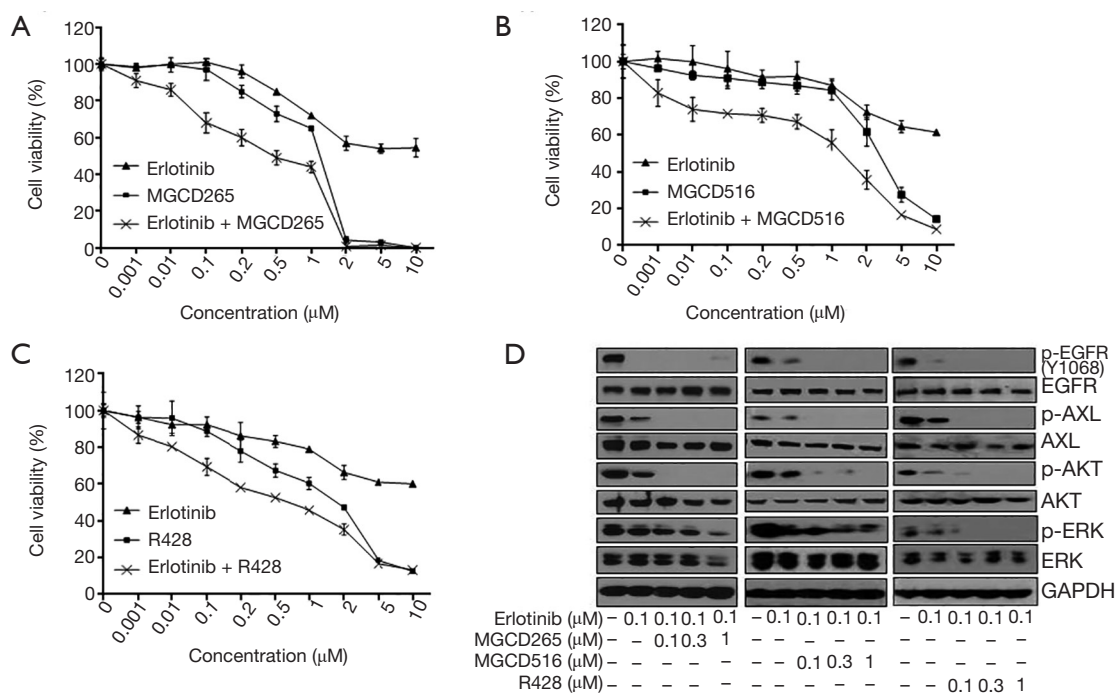 A
120
100
80
60
40
20
0
Cell viability (%)
Erlotinib
MGCD265
Erlotinib + MGCD265
0 0.001 0.01 0.1 0.2 0.5 1 2 5 10
Concentration (μM)
B
120
100
80
60
40
20
0
Cell viability (%)
Erlotinib
MGCD516
Erlotinib + MGCD516
0 0.001 0.01 0.1 0.2 0.5 1 2 5 10
Concentration (μM)
C
120
100
80
60
40
20
0
Cell viability (%)
Erlotinib
R428
Erlotinib + R428
0 0.001 0.01 0.1 0.2 0.5 1 2 5 10
Concentration (μM)
D
p-EGFR
(Y1068)
EGFR
p-AXL
AXL
p-AKT
AKT
p-ERK
ERK
GAPDH
Erlotinib (μM) – 0.1 0.1 0.1 0.1 – 0.1 0.1 0.1 0.1 – 0.1 0.1 0.1 0.1
MGCD265 (μM) – – 0.1 0.3 1 – – – – – – – – – –
MGCD516 (μM) – – – – – – – 0.1 0.3 1 – – – – –
R428 (μM) – – – – – – – – – – – – 0.1 0.3 1